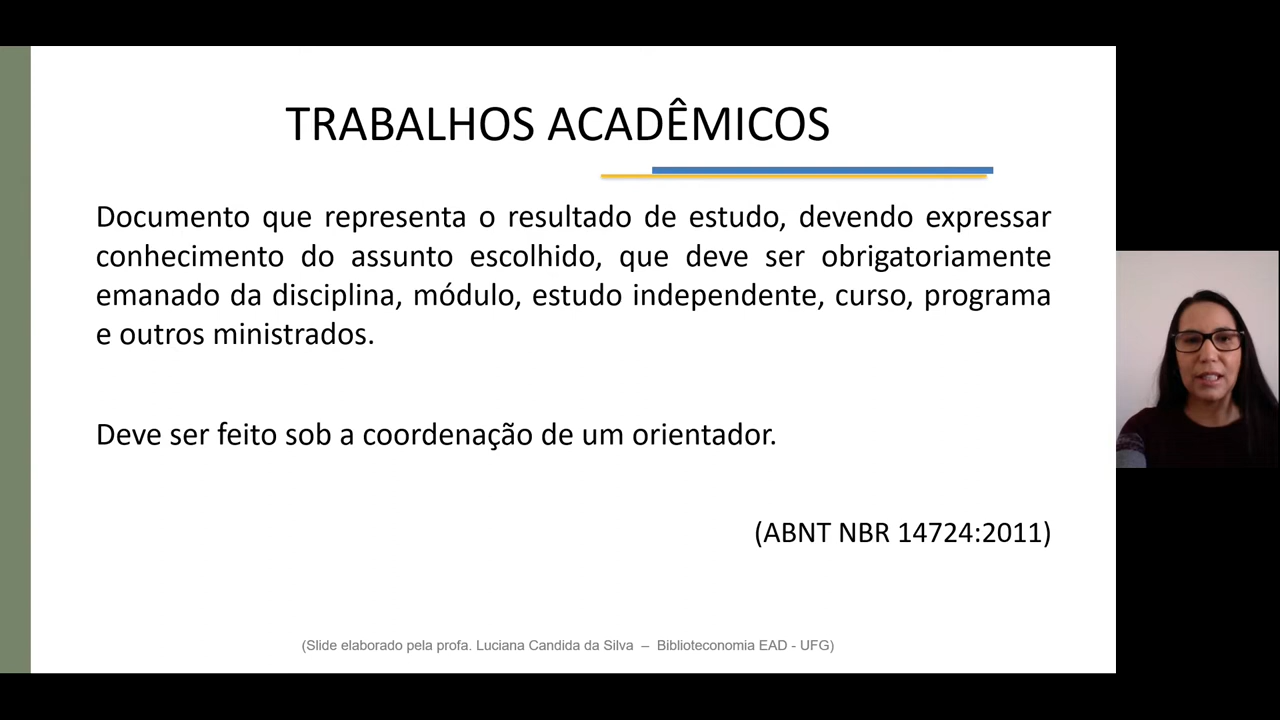 TRABALHOS ACADÊMICOS
Documento que representa o resultado de estudo, devendo expressar
conhecimento do assunto escolhido, que deve ser obrigatoriamente
emanado da disciplina, módulo, estudo independente, curso, programa
e outros ministrados.
Deve ser feito sob a coordenação de um orientador.
(ABNT NBR 14724:2011)
(Slide elaborado pela profa. Luciana Candida da Silva – Biblioteconomia EAD - UFG)